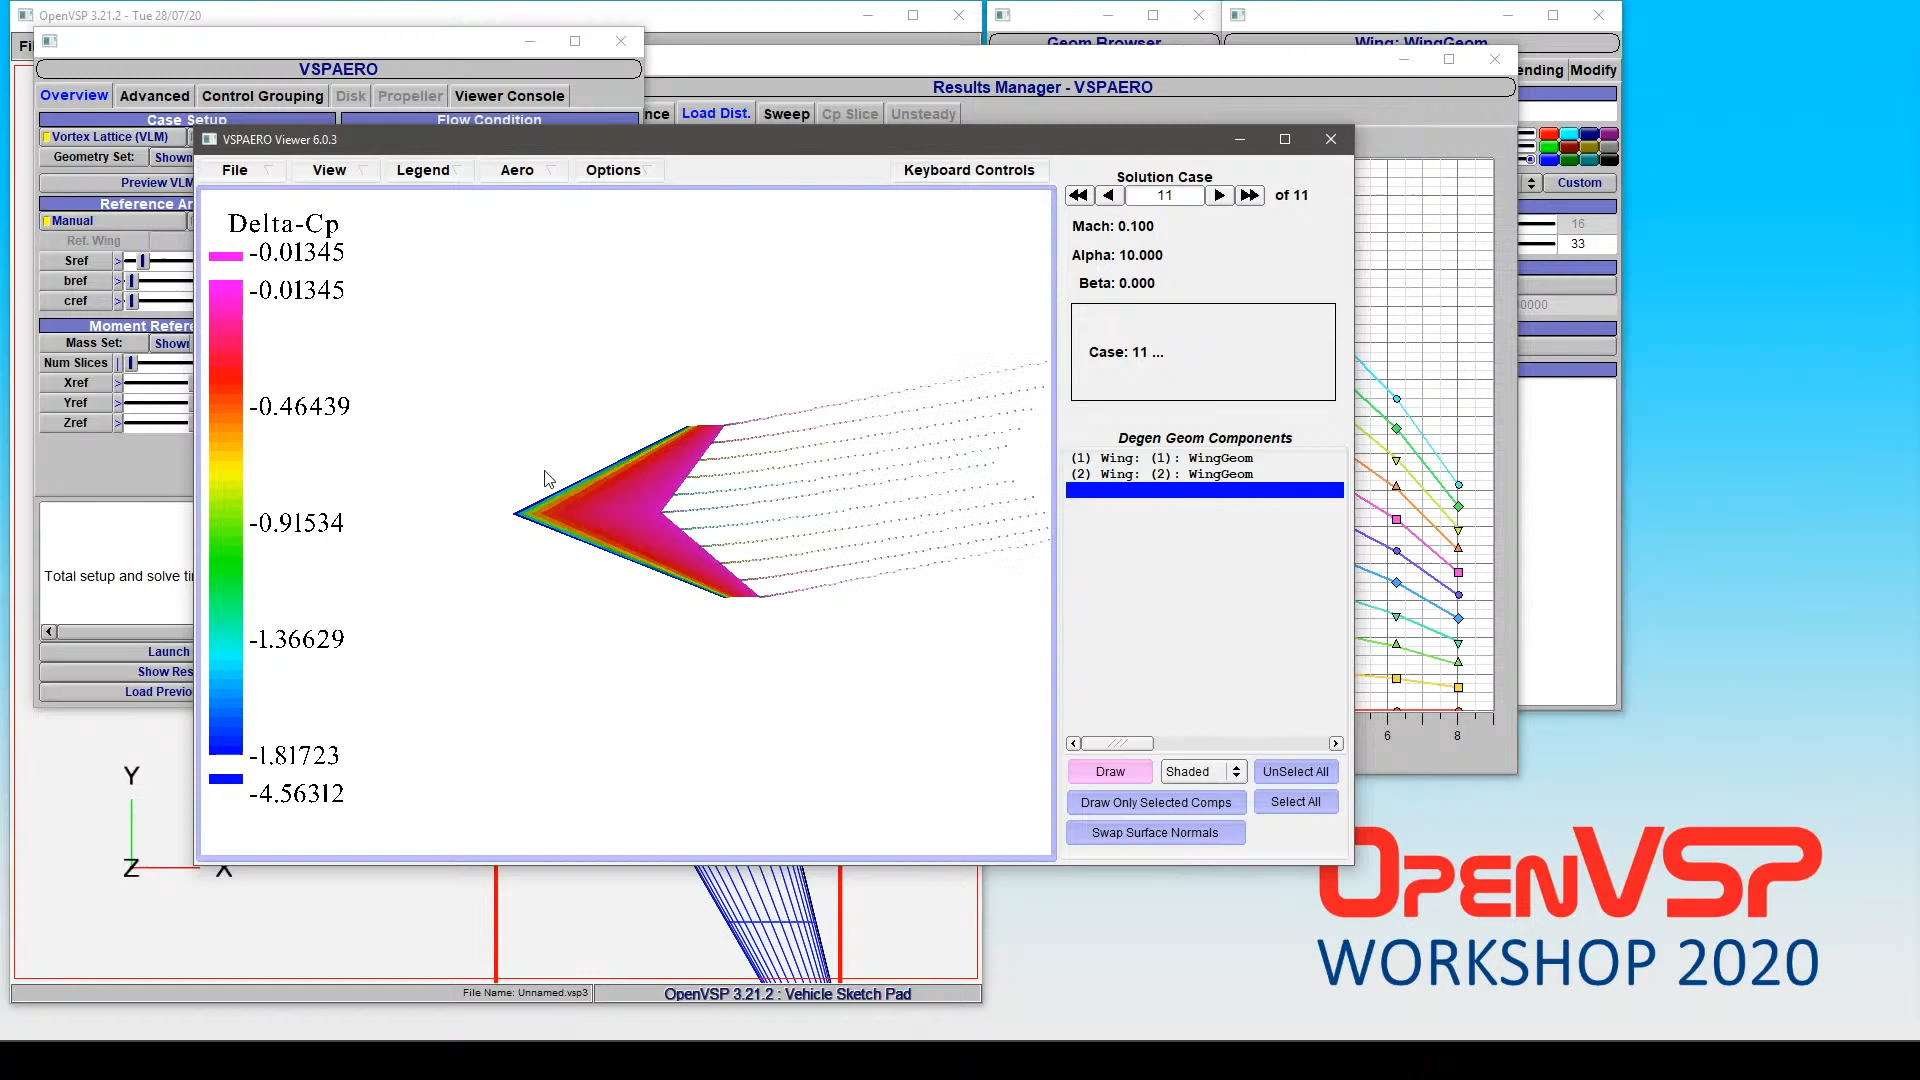 OpenVSP 3.21.2 - Tue 28/07/20
VSPAERO
Overview
Advanced
Control Grouping
Disk
Propeller
Viewer Console
Case Setup
Flow Condition
Vortex Lattice (VLM)
Geometry Set:
Shown
Preview VLM
Manual
Ref. Wing
Sref
bref
cref
Mass Set:
Num Slices
Xref
Yref
Zref
Launch
File Name: Unnamed.vsp3
OpenVSP 3.21.2 : Vehicle Sketch Pad
Y
Z
X
Geom Browser
Wing: WingGeom
Modify
Custom
16
33
Results Manager - VSPAERO
Load Dist.
Sweep
Cp Slice
Unsteady
6
8
VSPAERO Viewer 6.0.3
File
View
Legend
Aero
Options
Keyboard Controls
Delta-Cp
-0.01345
-0.01345
-0.46439
-0.91534
-1.36629
-1.81723
-4.56312
Solution Case
11
of 11
Mach: 0.100
Alpha: 10.000
Beta: 0.000
Case: 11 ...
Degen Geom Components
(1) Wing: (1): WingGeom
(2) Wing: (2): WingGeom
Draw
Shaded
UnSelect All
Draw Only Selected Comps
Select All
Swap Surface Normals
OPENVSP
WORKSHOP 2020